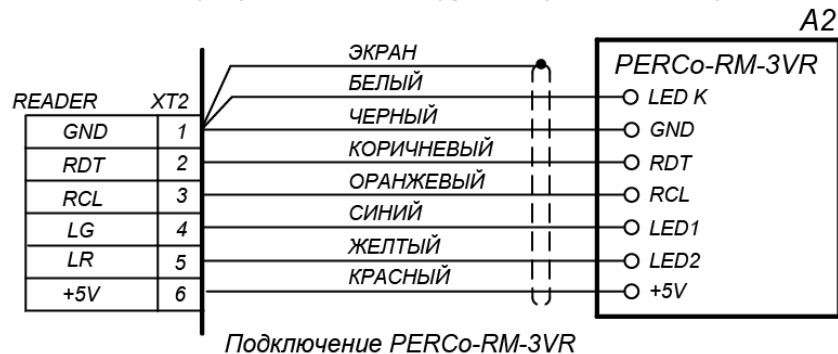 A2
ЭКРАН
PERCo-RM-3VR
READER XT2 БЕЛЫЙ LED K
GND 1 ЧЕРНЫЙ GND
RDT 2 КОРИЧНЕВЫЙ RDT
RCL 3 ОРАНЖЕВЫЙ RCL
LG 4 СИНИЙ LED1
LR 5 ЖЕЛТЫЙ LED2
+5V 6 КРАСНЫЙ +5V
Подключение PERCo-RM-3VR